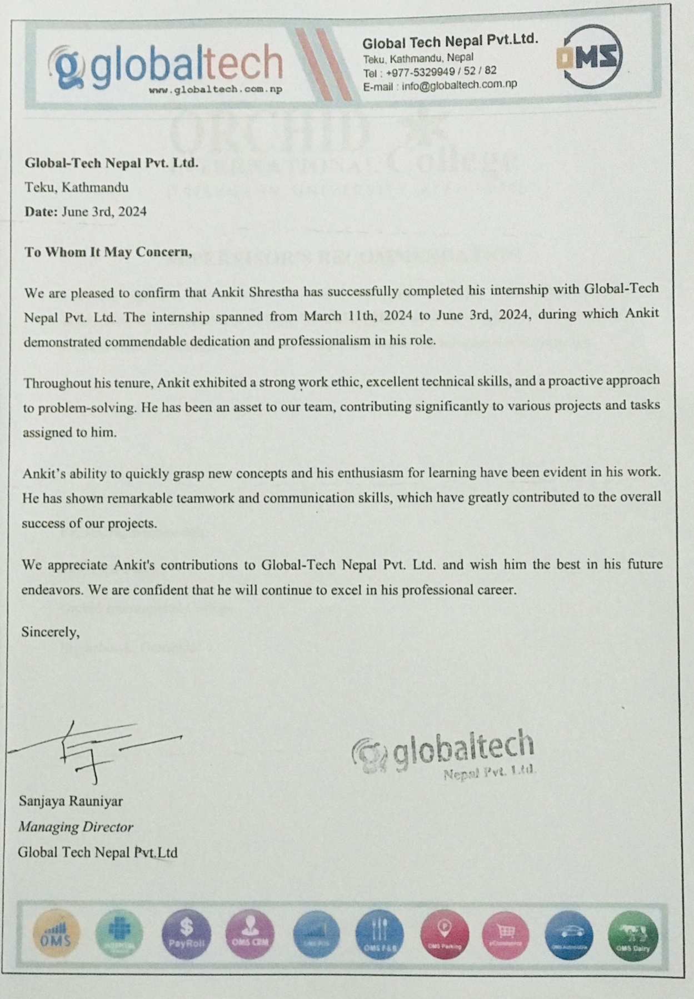 globaltech
www.globaltech.com.np
Global Tech Nepal Pvt.Ltd.
Teku, Kathmandu, Nepal
Tel : +977-5329949 / 52 / 82
E-mail : info@globaltech.com.np
OMS
ORCHID
INTERNATIONAL College
Global-Tech Nepal Pvt. Ltd.
Teku, Kathmandu
Date: June 3rd, 2024
To Whom It May Concern,
We are pleased to confirm that Ankit Shrestha has successfully completed his internship with Global-Tech
Nepal Pvt. Ltd. The internship spanned from March 11th, 2024 to June 3rd, 2024, during which Ankit
demonstrated commendable dedication and professionalism in his role.
Throughout his tenure, Ankit exhibited a strong work ethic, excellent technical skills, and a proactive approach
to problem-solving. He has been an asset to our team, contributing significantly to various projects and tasks
assigned to him.
Ankit’s ability to quickly grasp new concepts and his enthusiasm for learning have been evident in his work.
He has shown remarkable teamwork and communication skills, which have greatly contributed to the overall
success of our projects.
We appreciate Ankit's contributions to Global-Tech Nepal Pvt. Ltd. and wish him the best in his future
endeavors. We are confident that he will continue to excel in his professional career.
Sincerely,
globaltech
Nepal Pvt. Ltd.
Sanjaya Rauniyar
Managing Director
Global Tech Nepal Pvt.Ltd
OMS
PayRoll
OMS CRM
OMS F&B
OMS Parking
eCommerce
OMS Automobile
OMS Dairy